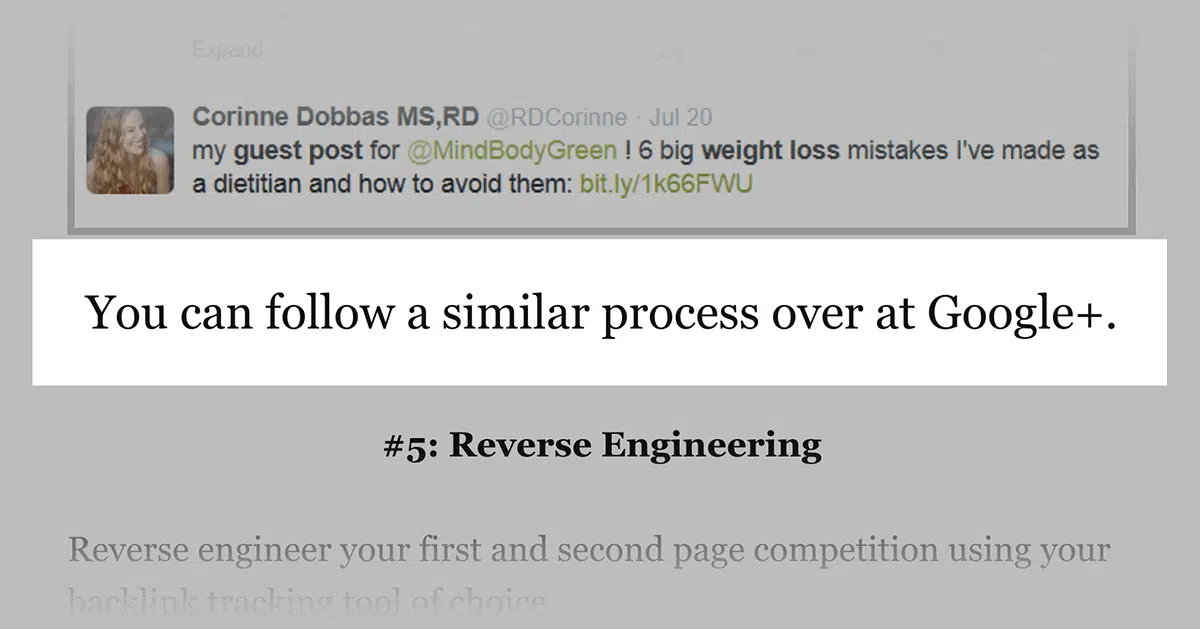 Expand
Corinne Dobbas MS,RD @RDCorinne · Jul 20
my guest post for @MindBodyGreen ! 6 big weight loss mistakes I've made as
a dietitian and how to avoid them: bit.ly/1k66FWU
You can follow a similar process over at Google+.
#5: Reverse Engineering
Reverse engineer your first and second page competition using your
backlink tracking tool of choice